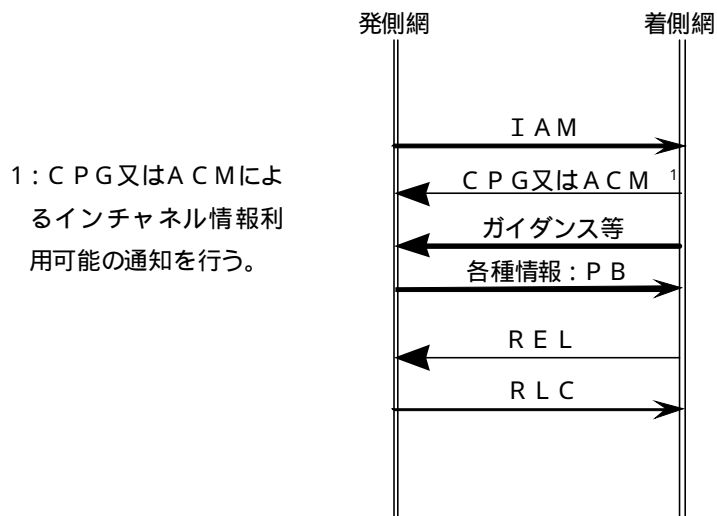 発側網
着側網
ＩＡＭ
1 : ＣＰＧ又はＡＣＭによ
るインチャネル情報利
用可能の通知を行う。
ＣＰＧ又はＡＣＭ 1
ガイダンス等
各種情報 : ＰＢ
ＲＥＬ
ＲＬＣ